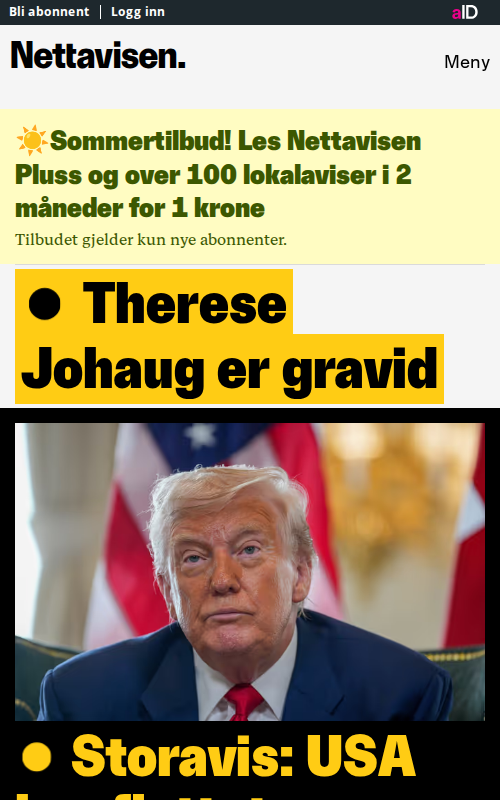 Bli abonnent
Logg inn
aID
Nettavisen.
Meny
Sommertilbud! Les Nettavisen
Pluss og over 100 lokalaviser i 2
måneder for 1 krone
Tilbudet gjelder kun nye abonnenter.
Therese
Johaug er gravid
Storavis: USA